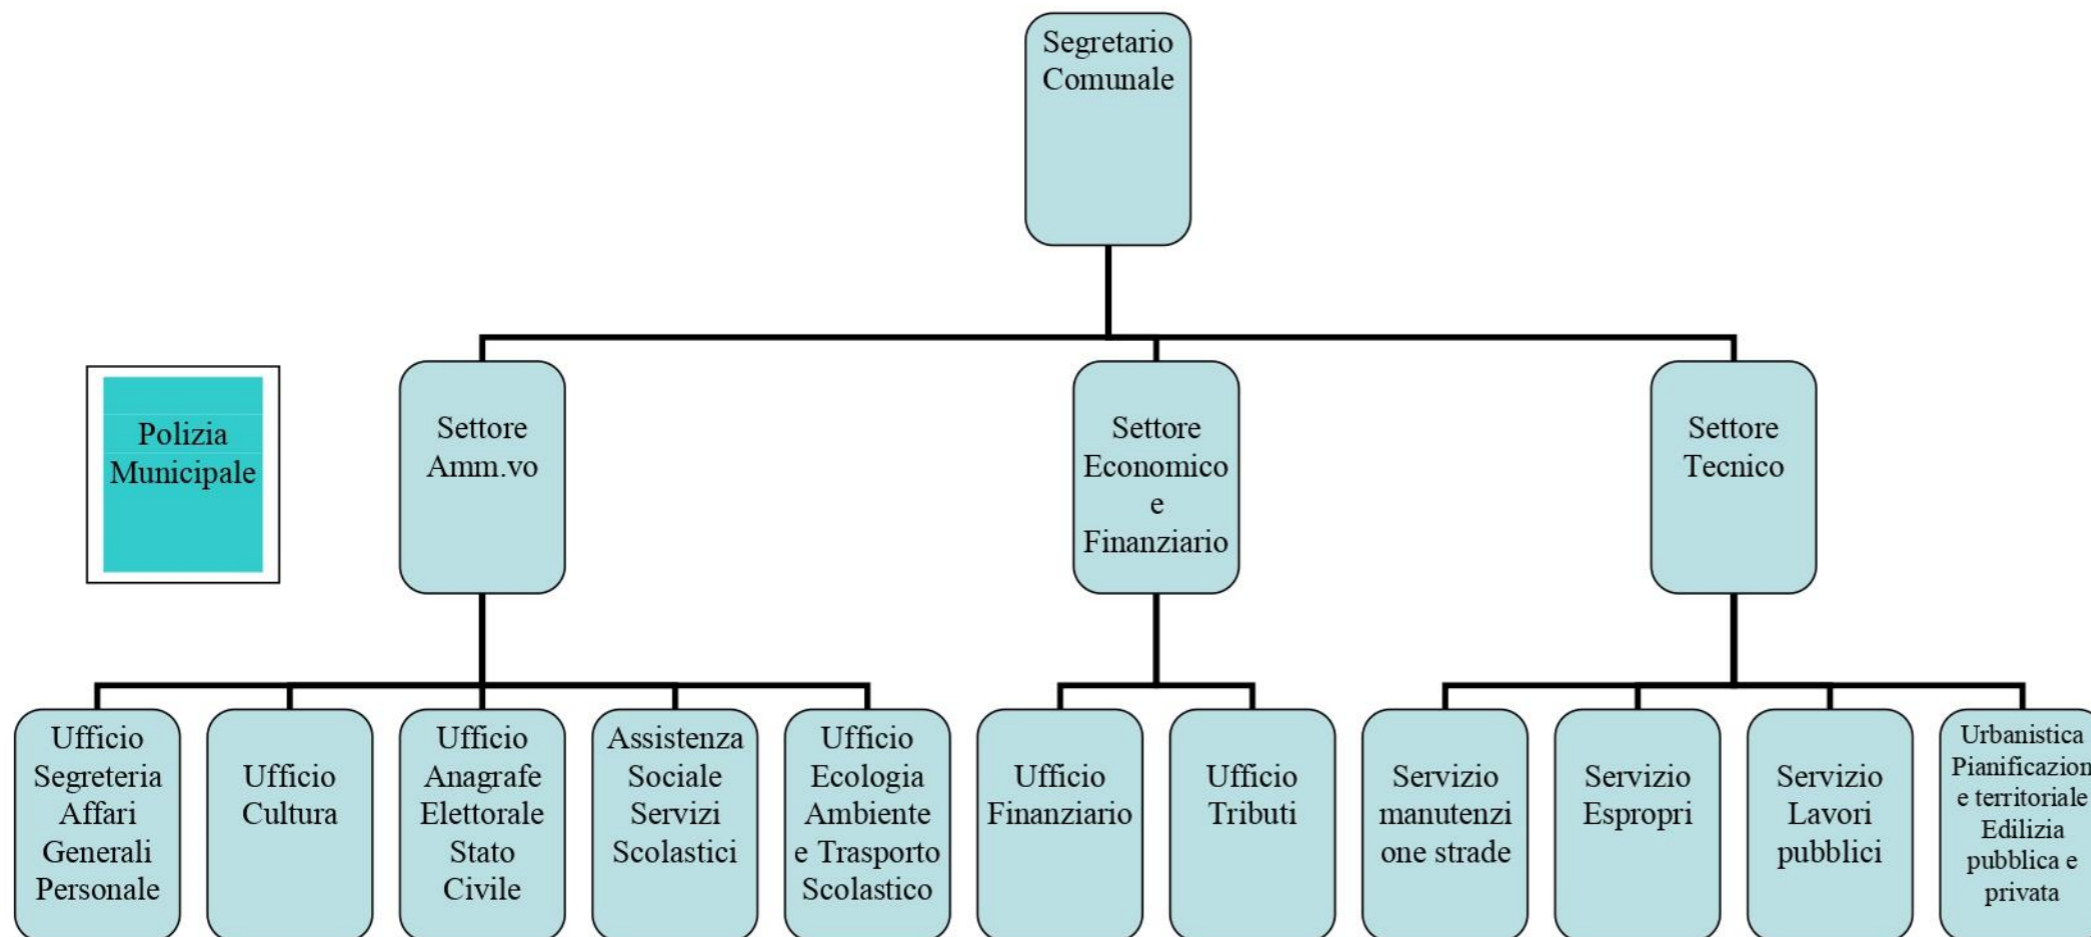 Segretario
Comunale
Polizia
Municipale
Settore
Amm.vo
Settore
Economico
e
Finanziario
Settore
Tecnico
Ufficio
Segreteria
Affari
Generali
Personale
Ufficio
Cultura
Ufficio
Anagrafe
Elettorale
Stato
Civile
Assistenza
Sociale
Servizi
Scolastici
Ufficio
Ecologia
Ambiente
e Trasporto
Scolastico
Ufficio
Finanziario
Ufficio
Tributi
Servizio
manutenzi
one strade
Servizio
Espropri
Servizio
Lavori
pubblici
Urbanistica
Pianificazion
e territoriale
Edilizia
pubblica e
privata